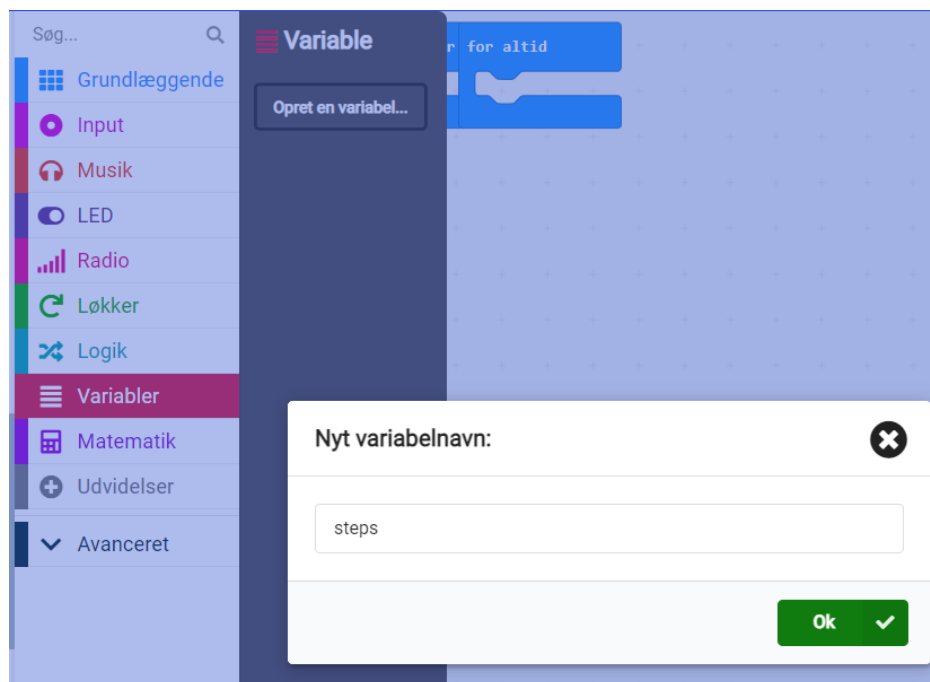 Søg...
Grundlæggende
Input
Musik
LED
Radio
Løkker
Logik
Variabler
Matematik
Udvidelser
Avanceret
Variable
Opret en variabel...
r for altid
Nyt variabelnavn:
steps
Ok